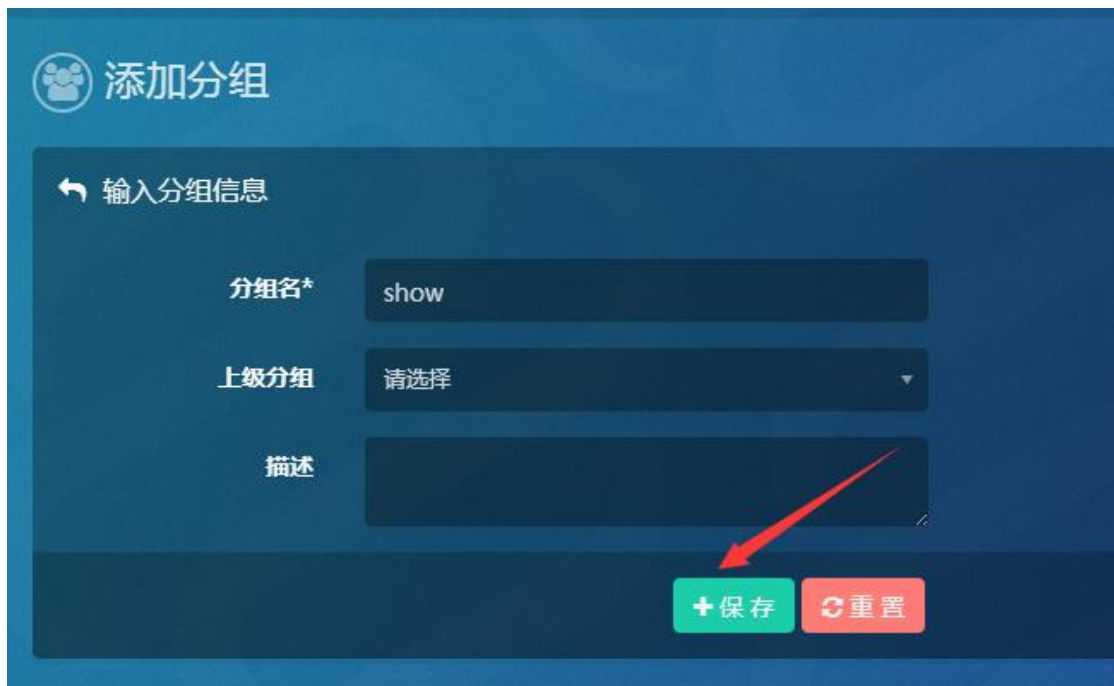 添加分组
输入分组信息
分组名* show
上级分组 请选择
描述
保存 重置